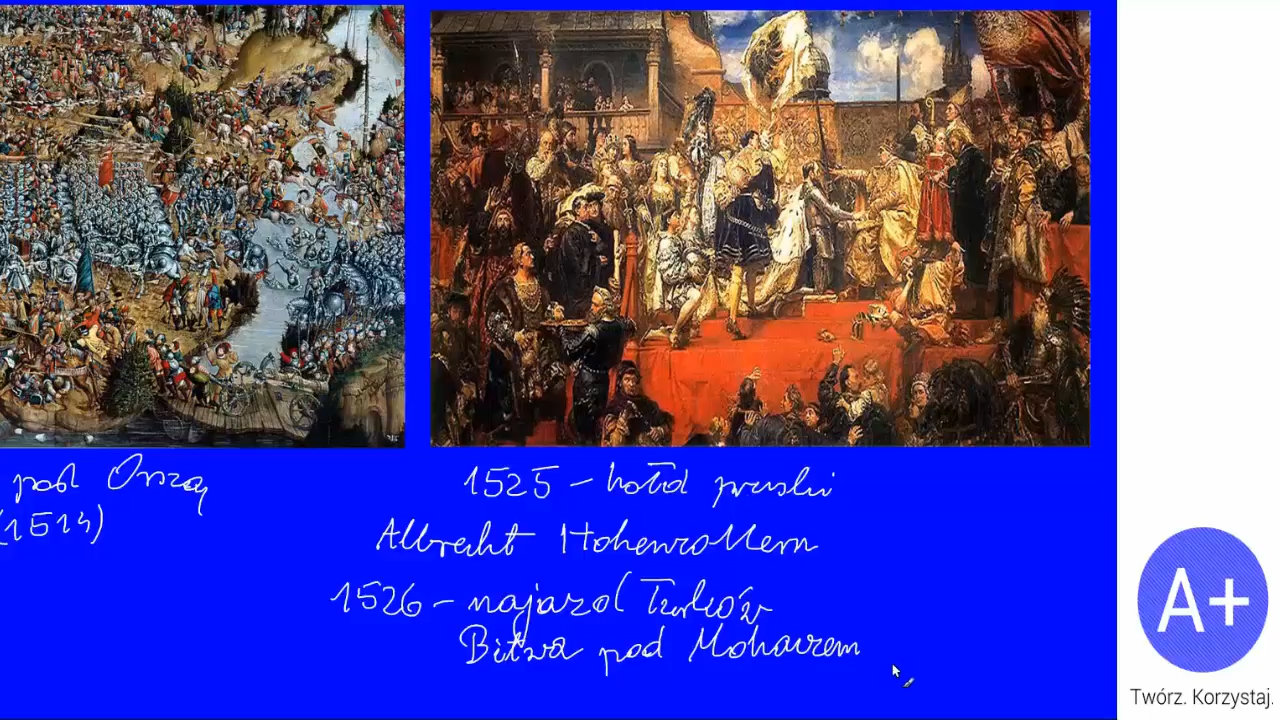 pod Orszą
(1514)
1525 – hołd pruski
Albrecht Hohenzollern
1526 – najazd Turków
Bitwa pod Mohaczem
A+
Twórz. Korzystaj.